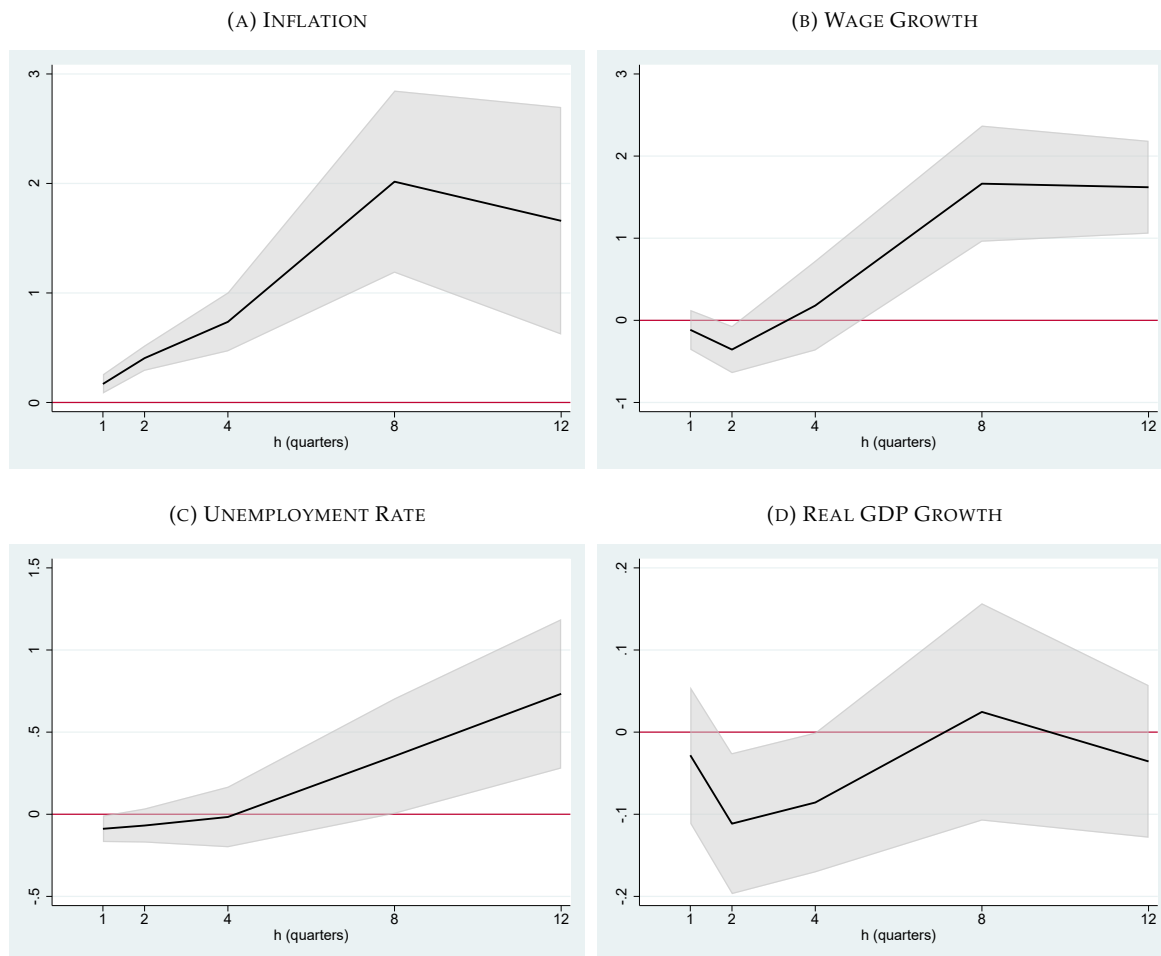 (A) INFLATION
3
2
1
0
1 2 4 8 12
h (quarters)
(B) WAGE GROWTH
3
2
1
0
-1
1 2 4 8 12
h (quarters)
(C) UNEMPLOYMENT RATE
1.5
1
.5
0
-.5
1 2 4 8 12
h (quarters)
(D) REAL GDP GROWTH
.2
.1
0
-.1
-.2
1 2 4 8 12
h (quarters)